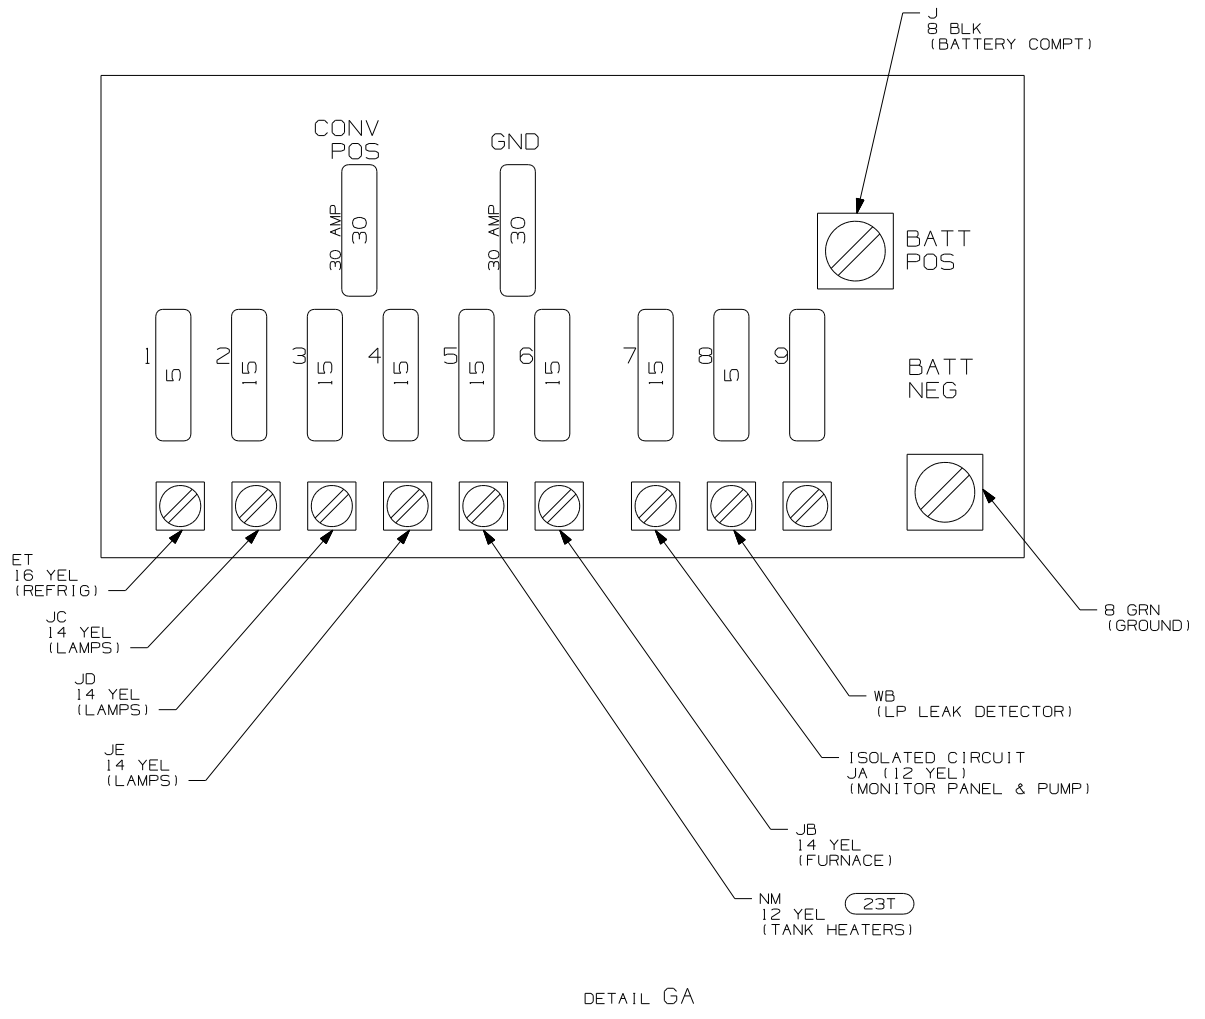 J
8 BLK
(BATTERY COMPT)
CONV
POS
GND
30 AMP
30
30 AMP
30
BATT
POS
1
5
2
15
3
15
4
15
5
15
6
15
7
15
8
5
9
BATT
NEG
ET
16 YEL
(REFRIG)
JC
14 YEL
(LAMPS)
JD
14 YEL
(LAMPS)
JE
14 YEL
(LAMPS)
8 GRN
(GROUND)
WB
(LP LEAK DETECTOR)
ISOLATED CIRCUIT
JA (12 YEL)
(MONITOR PANEL & PUMP)
JB
14 YEL
(FURNACE)
NM
12 YEL 23T
(TANK HEATERS)
DETAIL GA